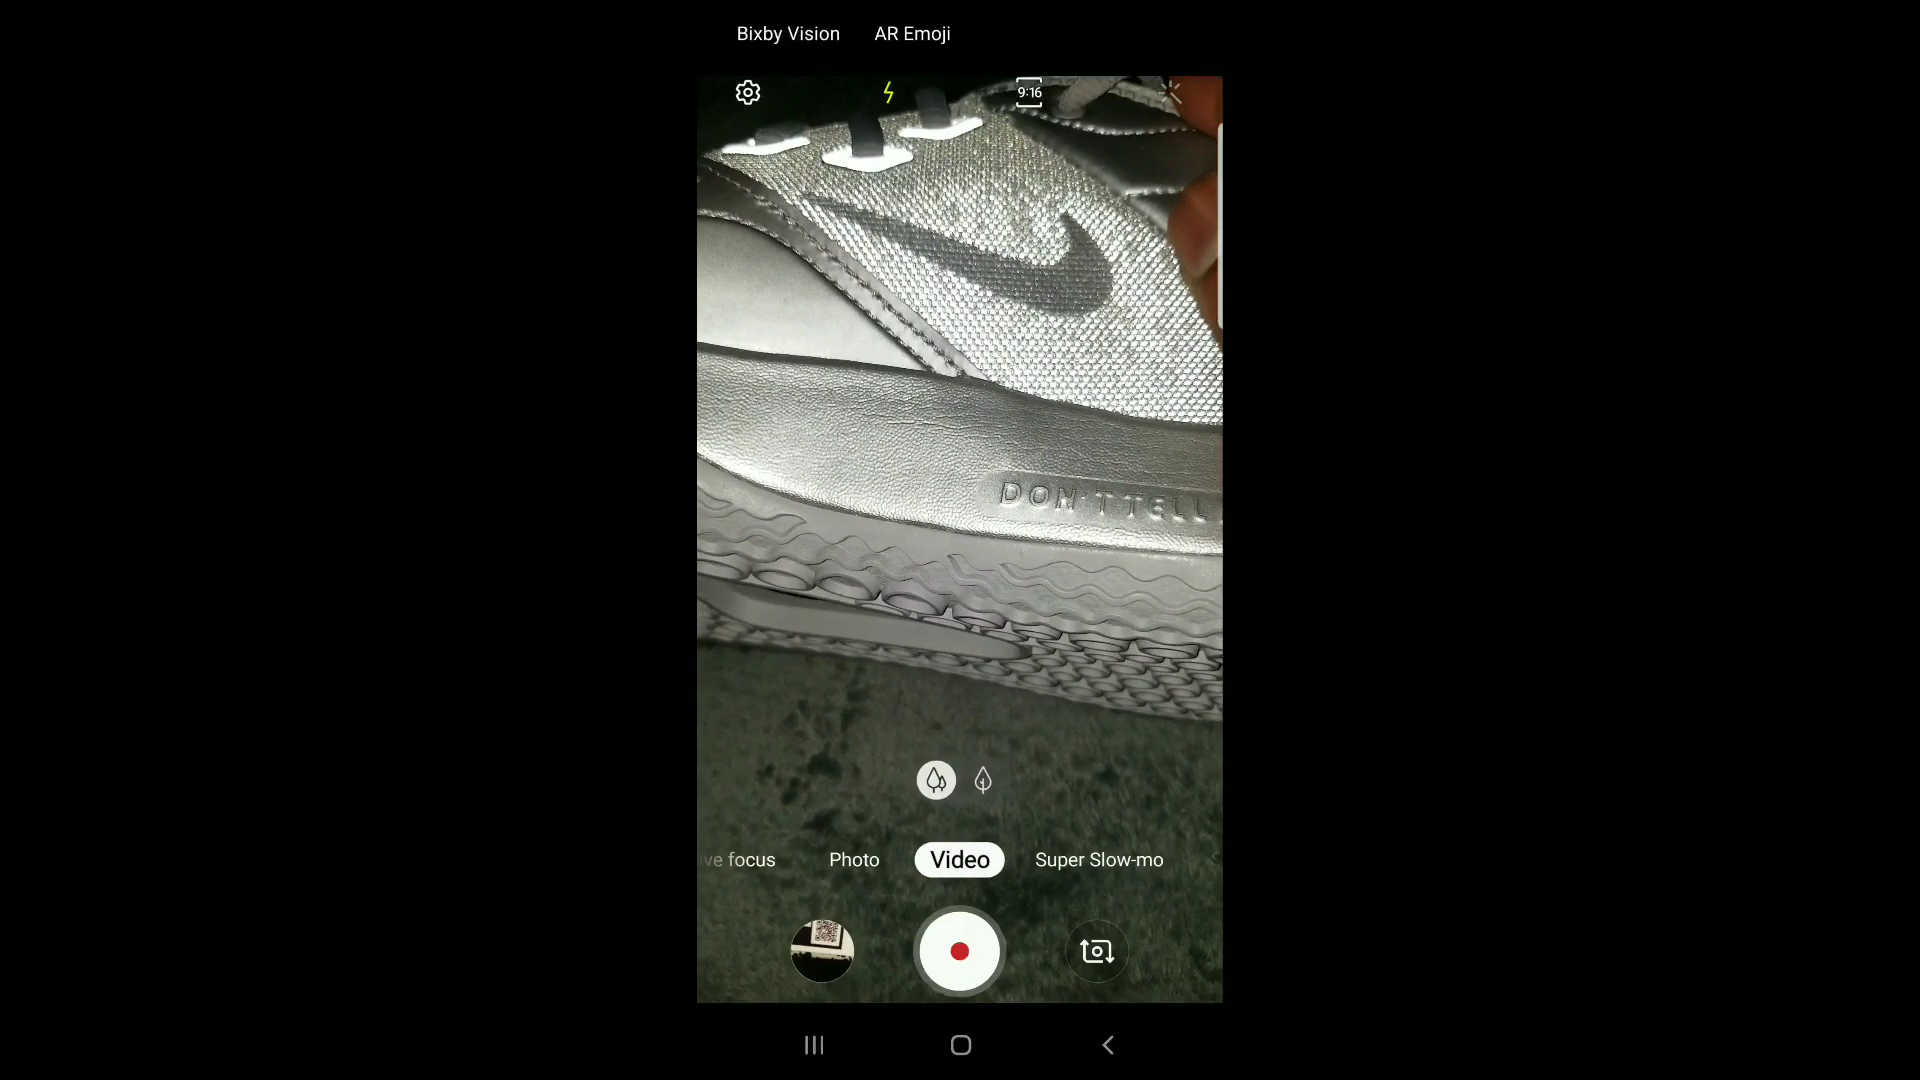 Bixby Vision AR Emoji
9:16
DON'T TELL
ve focus Photo Video Super Slow-mo